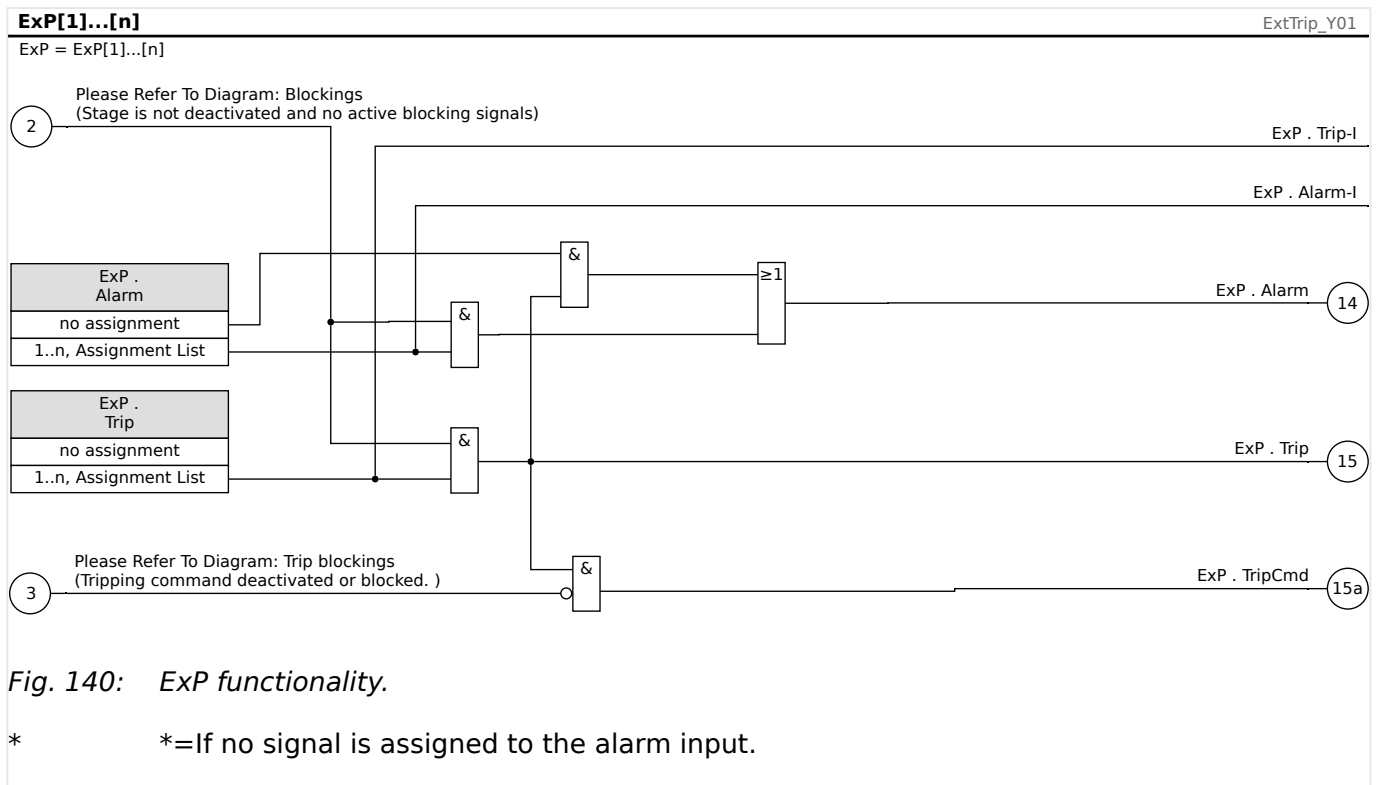 ExP[1]...[n]
ExtTrip_Y01
ExP = ExP[1]...[n]
Please Refer To Diagram: Blockings
(Stage is not deactivated and no active blocking signals)
2
ExP . Trip-I
ExP . Alarm-I
&
ExP .
Alarm
≥1
ExP . Alarm
14
no assignment
&
1..n, Assignment List
ExP .
Trip
no assignment
&
ExP . Trip
15
1..n, Assignment List
Please Refer To Diagram: Trip blockings
(Tripping command deactivated or blocked. )
3
&
ExP . TripCmd
15a
Fig. 140: ExP functionality.
* *=If no signal is assigned to the alarm input.